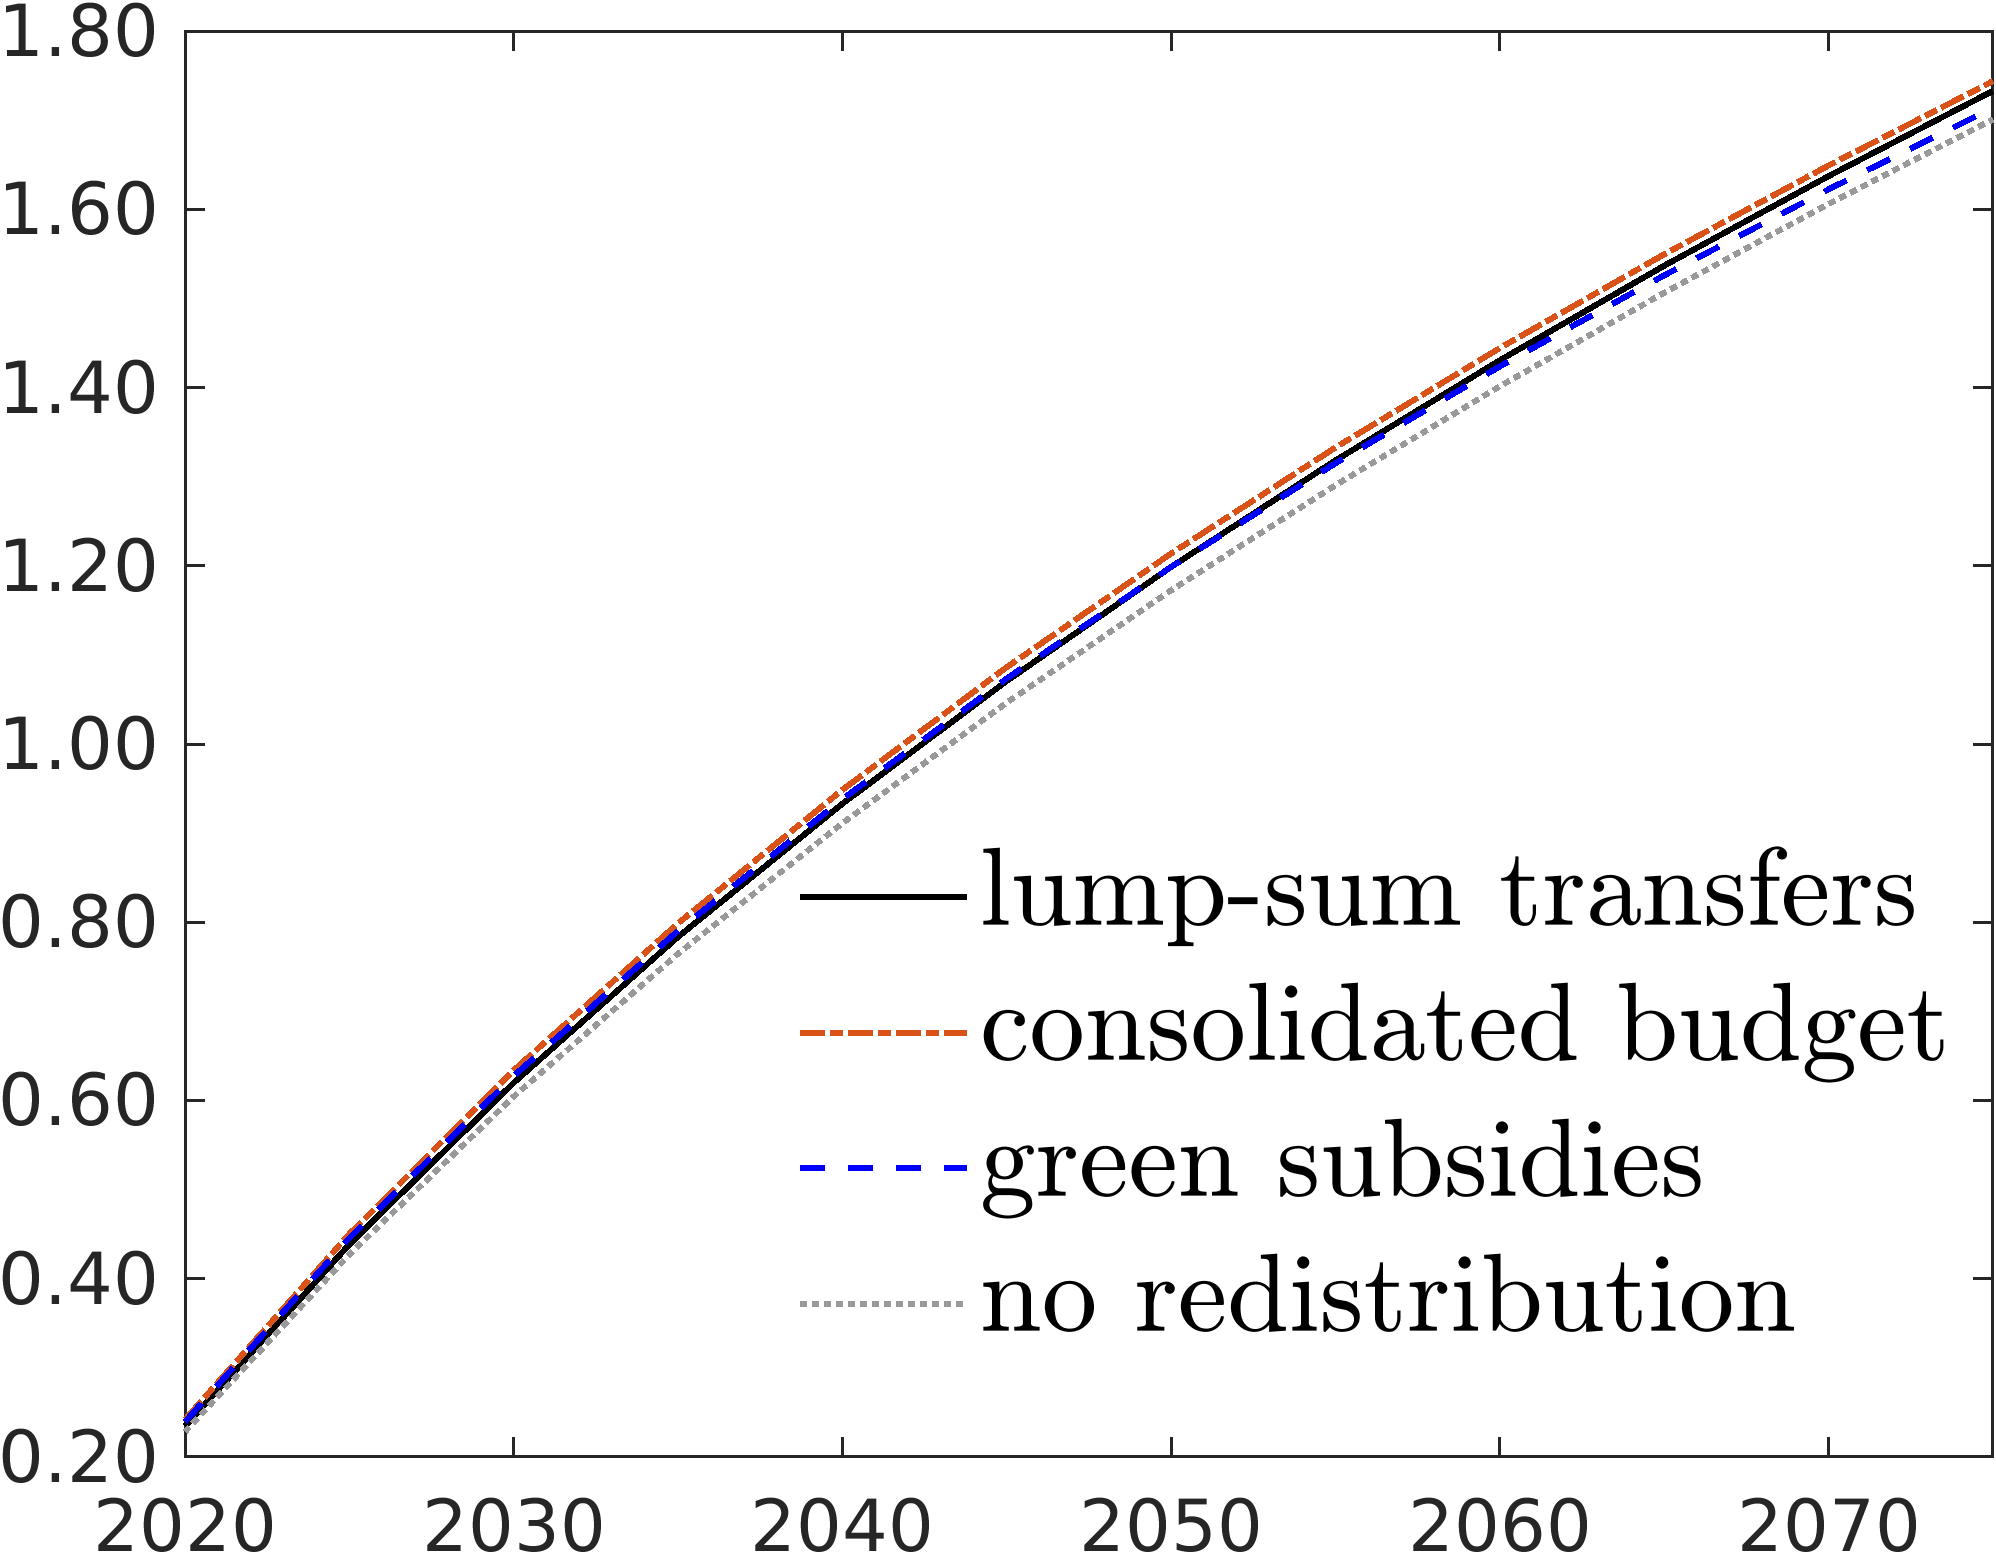 1.80
1.60
1.40
1.20
1.00
0.80
0.60
0.40
0.20
lump-sum transfers
consolidated budget
green subsidies
no redistribution
2020 2030 2040 2050 2060 2070